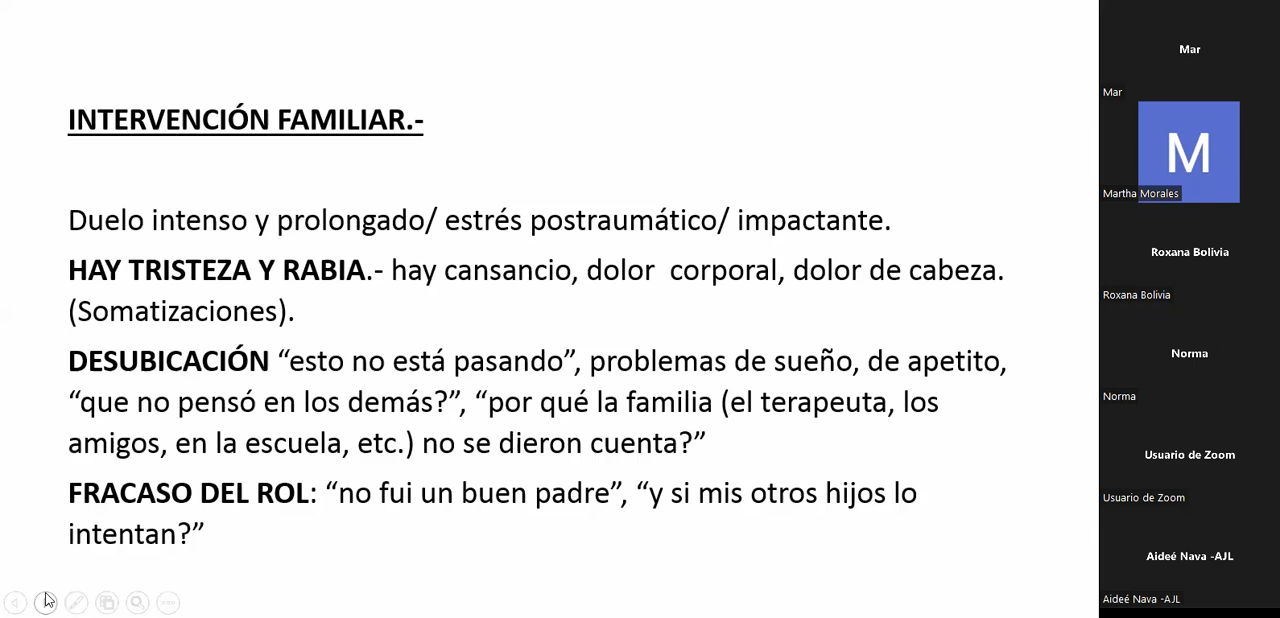 INTERVENCIÓN FAMILIAR.-
Duelo intenso y prolongado/ estrés postraumático/ impactante.
HAY TRISTEZA Y RABIA.- hay cansancio, dolor  corporal, dolor de cabeza.
(Somatizaciones).
DESUBICACIÓN “esto no está pasando”, problemas de sueño, de apetito,
“que no pensó en los demás?”, “por qué la familia (el terapeuta, los
amigos, en la escuela, etc.) no se dieron cuenta?”
FRACASO DEL ROL: “no fui un buen padre”, “y si mis otros hijos lo
intentan?”
Mar
Mar
M
Martha Morales
Roxana Bolivia
Roxana Bolivia
Norma
Norma
Usuario de Zoom
Usuario de Zoom
Aideé Nava -AJL
Aideé Nava -AJL